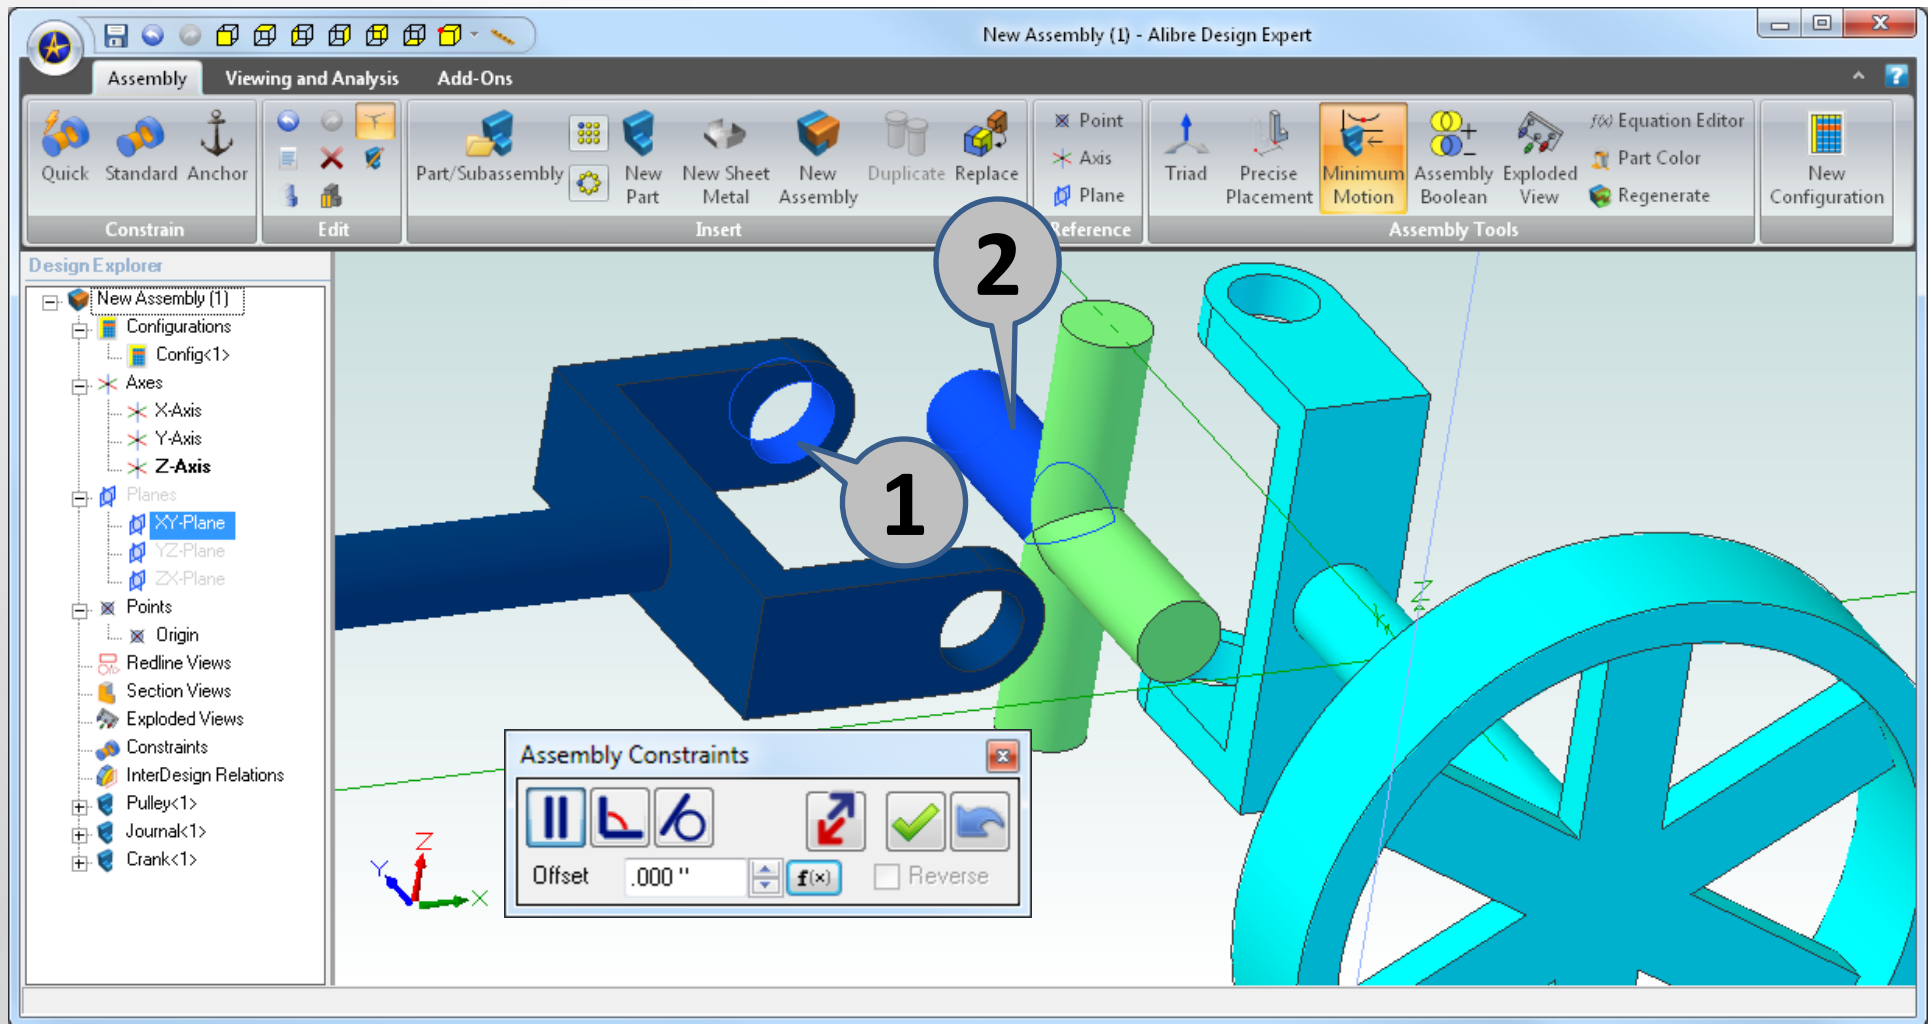 New Assembly (1) - Alibre Design Expert
Assembly
Viewing and Analysis
Add-Ons
Quick
Standard
Anchor
Constrain
Edit
Part/Subassembly
New
Part
New Sheet
Metal
New
Assembly
Duplicate
Replace
Insert
Point
Axis
Plane
Reference
Triad
Precise
Placement
Minimum
Motion
Assembly
Boolean
Exploded
View
f(x) Equation Editor
Part Color
Regenerate
Assembly Tools
New
Configuration
Design Explorer
New Assembly (1)
Configurations
Config<1>
Axes
X-Axis
Y-Axis
Z-Axis
Planes
XY-Plane
YZ-Plane
ZX-Plane
Points
Origin
Redline Views
Section Views
Exploded Views
Constraints
InterDesign Relations
Pulley<1>
Journal<1>
Crank<1>
2
1
Z
X
Z
Y
X
Assembly Constraints
Offset
.000 "
f(x)
Reverse
?